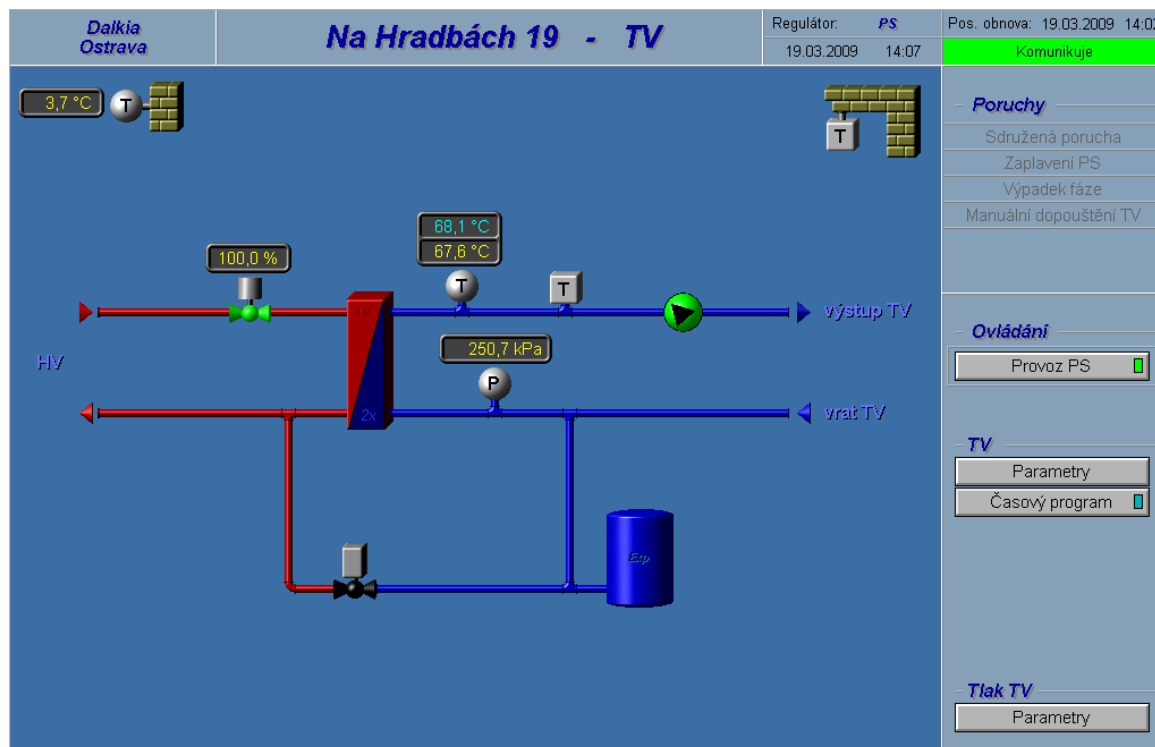 Dalkia
Ostrava
Na Hradbách 19 - TV
Regulátor: PS
19.03.2009 14:07
Pos. obnova: 19.03.2009 14:02
Komunikuje
3,7 °C
T
T
Poruchy
Sdružená porucha
Zaplavení PS
Výpadek fáze
Manuální dopouštění TV
68,1 °C
67,6 °C
100,0 %
T
T
TV
výstup TV
HV
250,7 kPa
P
2x
vrat TV
Exp
Ovládání
Provoz PS
TV
Parametry
Časový program
Tlak TV
Parametry